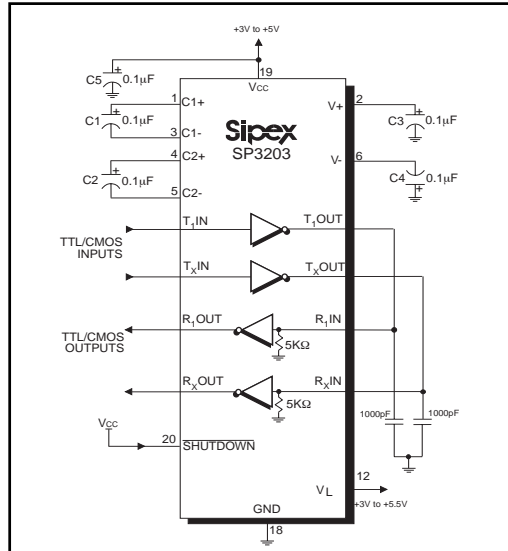 +3V to +5V
19
VCC
C5 + 0.1µF
1 C1+
C1 + 0.1µF
3 C1-
4 C2+
C2 + 0.1µF
5 C2-
Sipex
SP3203
V+ 2
+ C3 0.1µF
V- 6
C4 0.1µF +
TTL/CMOS
INPUTS
T1IN
T1OUT
TXIN
TXOUT
TTL/CMOS
OUTPUTS
R1OUT
R1IN
5KΩ
RXOUT
RXIN
5KΩ
1000pF
1000pF
VCC
20 SHUTDOWN
VL 12
+3V to +5.5V
GND
18